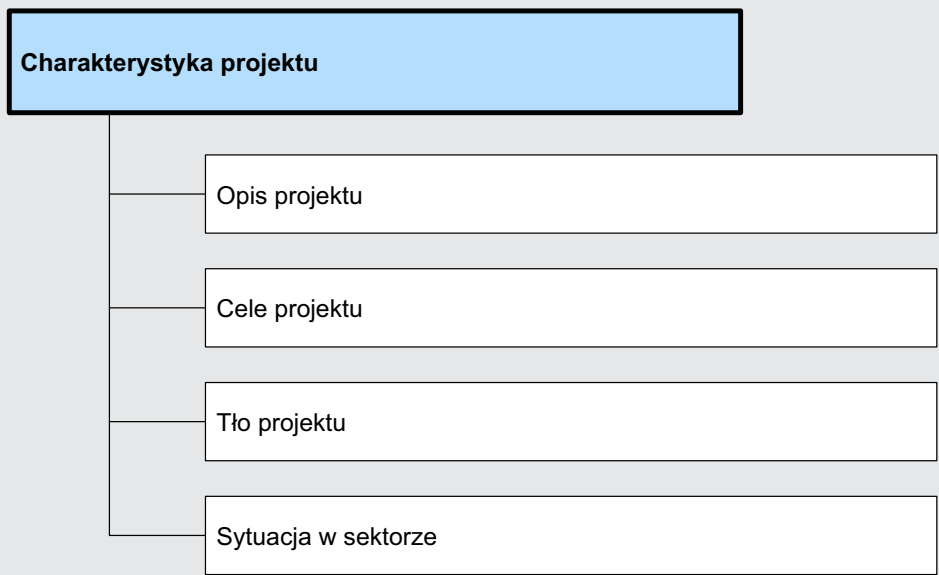 Charakterystyka projektu
Opis projektu
Cele projektu
Tło projektu
Sytuacja w sektorze